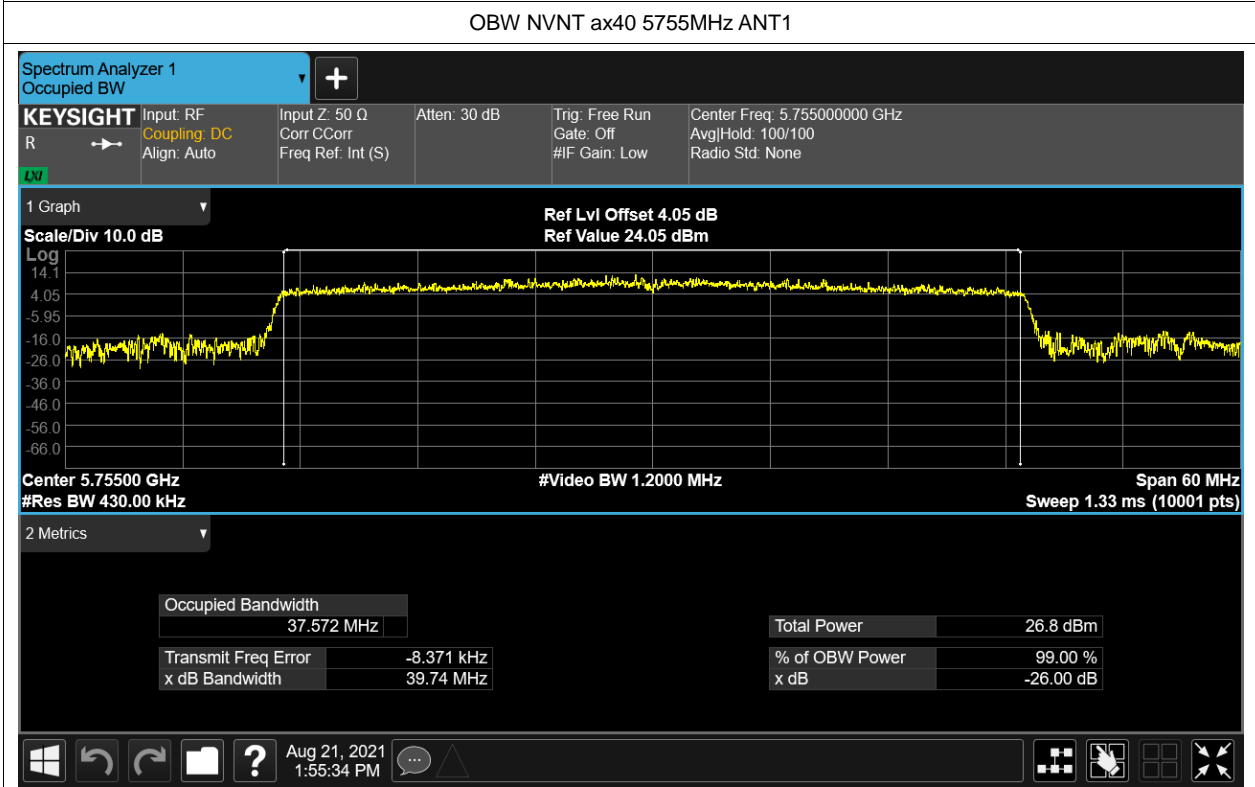 OBW NVNT ax40 5755MHz ANT1
Spectrum Analyzer 1
Occupied BW
KEYSIGHT
R
LXI
Input: RF
Coupling: DC
Align: Auto
Input Z: 50 Ω
Corr CCorr
Freq Ref: Int (S)
Atten: 30 dB
Trig: Free Run
Gate: Off
#IF Gain: Low
Center Freq: 5.755000000 GHz
Avg|Hold: 100/100
Radio Std: None
1 Graph
Scale/Div 10.0 dB
Ref Lvl Offset 4.05 dB
Ref Value 24.05 dBm
Log
14.1
4.05
-5.95
-16.0
-26.0
-36.0
-46.0
-56.0
-66.0
Center 5.75500 GHz
#Video BW 1.2000 MHz
Span 60 MHz
#Res BW 430.00 kHz
Sweep 1.33 ms (10001 pts)
2 Metrics
Occupied Bandwidth
37.572 MHz
Total Power 26.8 dBm
Transmit Freq Error -8.371 kHz
% of OBW Power 99.00 %
x dB Bandwidth 39.74 MHz
x dB -26.00 dB
?
Aug 21, 2021
1:55:34 PM